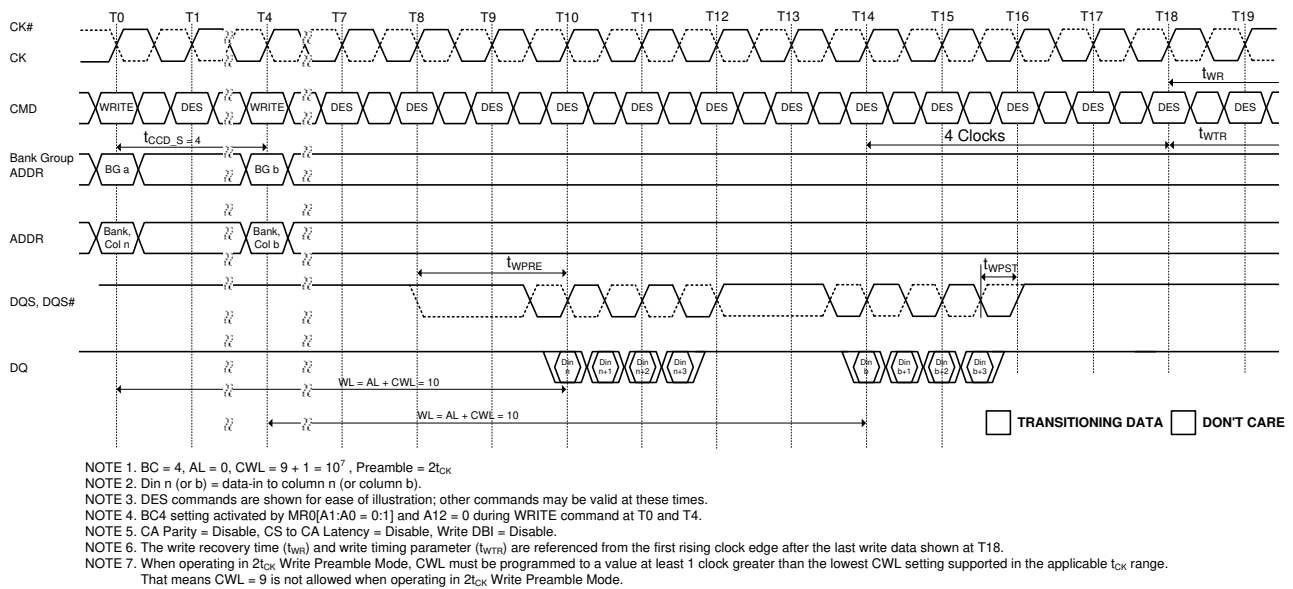 T0 T1 T4 T7 T8 T9 T10 T11 T12 T13 T14 T15 T16 T17 T18 T19
CK#
CK
tWR
CMD WRITE DES WRITE DES DES DES DES DES DES DES DES DES DES DES DES DES
tCCD_S = 4
4 Clocks
tWTR
Bank Group
ADDR
BG a BG b
ADDR
Bank, Col n
Bank, Col b
tWPRE
tWPST
DQS, DQS#
DQ
Din n
Din n+1
Din n+2
Din n+3
Din b
Din b+1
Din b+2
Din b+3
WL = AL + CWL = 10
WL = AL + CWL = 10
TRANSITIONING DATA DON'T CARE
NOTE 1. BC = 4, AL = 0, CWL = 9 + 1 = 10⁷ , Preamble = 2tCK
NOTE 2. Din n (or b) = data-in to column n (or column b).
NOTE 3. DES commands are shown for ease of illustration; other commands may be valid at these times.
NOTE 4. BC4 setting activated by MR0[A1:A0 = 0:1] and A12 = 0 during WRITE command at T0 and T4.
NOTE 5. CA Parity = Disable, CS to CA Latency = Disable, Write DBI = Disable.
NOTE 6. The write recovery time (tWR) and write timing parameter (tWTR) are referenced from the first rising clock edge after the last write data shown at T18.
NOTE 7. When operating in 2tCK Write Preamble Mode, CWL must be programmed to a value at least 1 clock greater than the lowest CWL setting supported in the applicable tCK range.
That means CWL = 9 is not allowed when operating in 2tCK Write Preamble Mode.